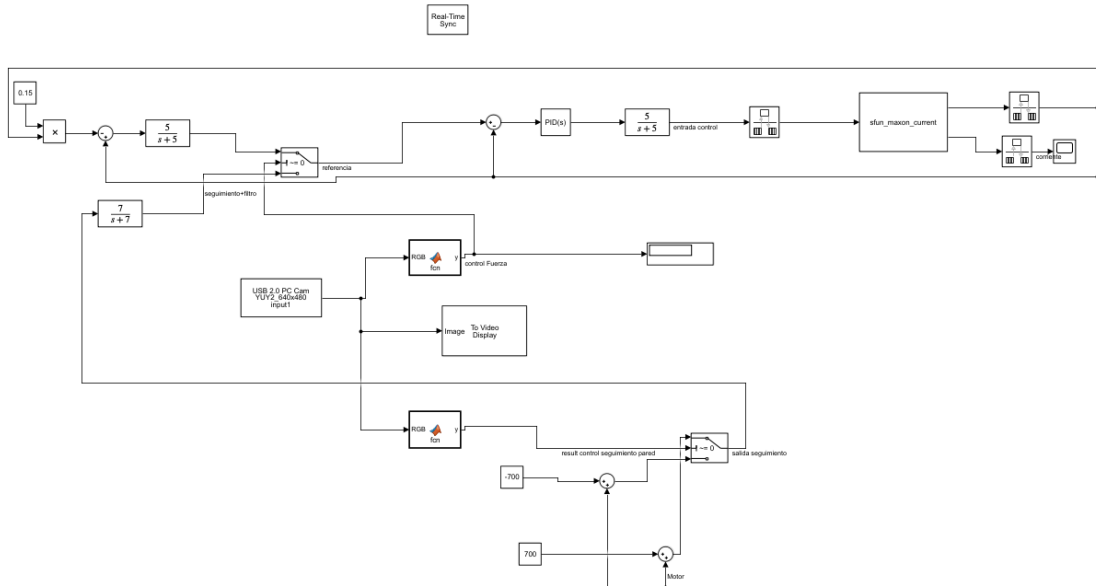 Real-Time
Sync
0.15
×
5
s+5
PID(s)
5
s+5
entrada control
sfun_maxon_current
corriente
~= 0
referencia
seguimiento+filtro
7
s+7
RGB
fcn
y
control Fuerza
USB 2.0 PC Cam
YUY2_640x480
input1
Image
To Video
Display
RGB
fcn
y
result control seguimiento pared
~= 0
salida seguimiento
-700
700
Motor